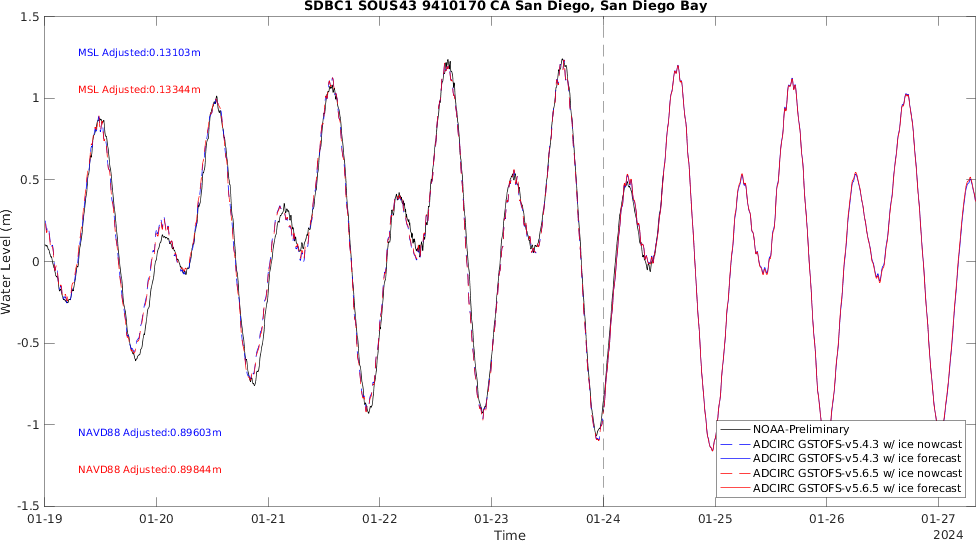 SDBC1 SOUS43 9410170 CA San Diego, San Diego Bay
1.5
MSL Adjusted:0.13103m
MSL Adjusted:0.13344m
1
0.5
0
-0.5
-1
-1.5
Water Level (m)
NAVD88 Adjusted:0.89603m
NAVD88 Adjusted:0.89844m
NOAA-Preliminary
ADCIRC GSTOFS-v5.4.3 w/ ice nowcast
ADCIRC GSTOFS-v5.4.3 w/ ice forecast
ADCIRC GSTOFS-v5.6.5 w/ ice nowcast
ADCIRC GSTOFS-v5.6.5 w/ ice forecast
01-19 01-20 01-21 01-22 01-23 01-24 01-25 01-26 01-27
Time
2024